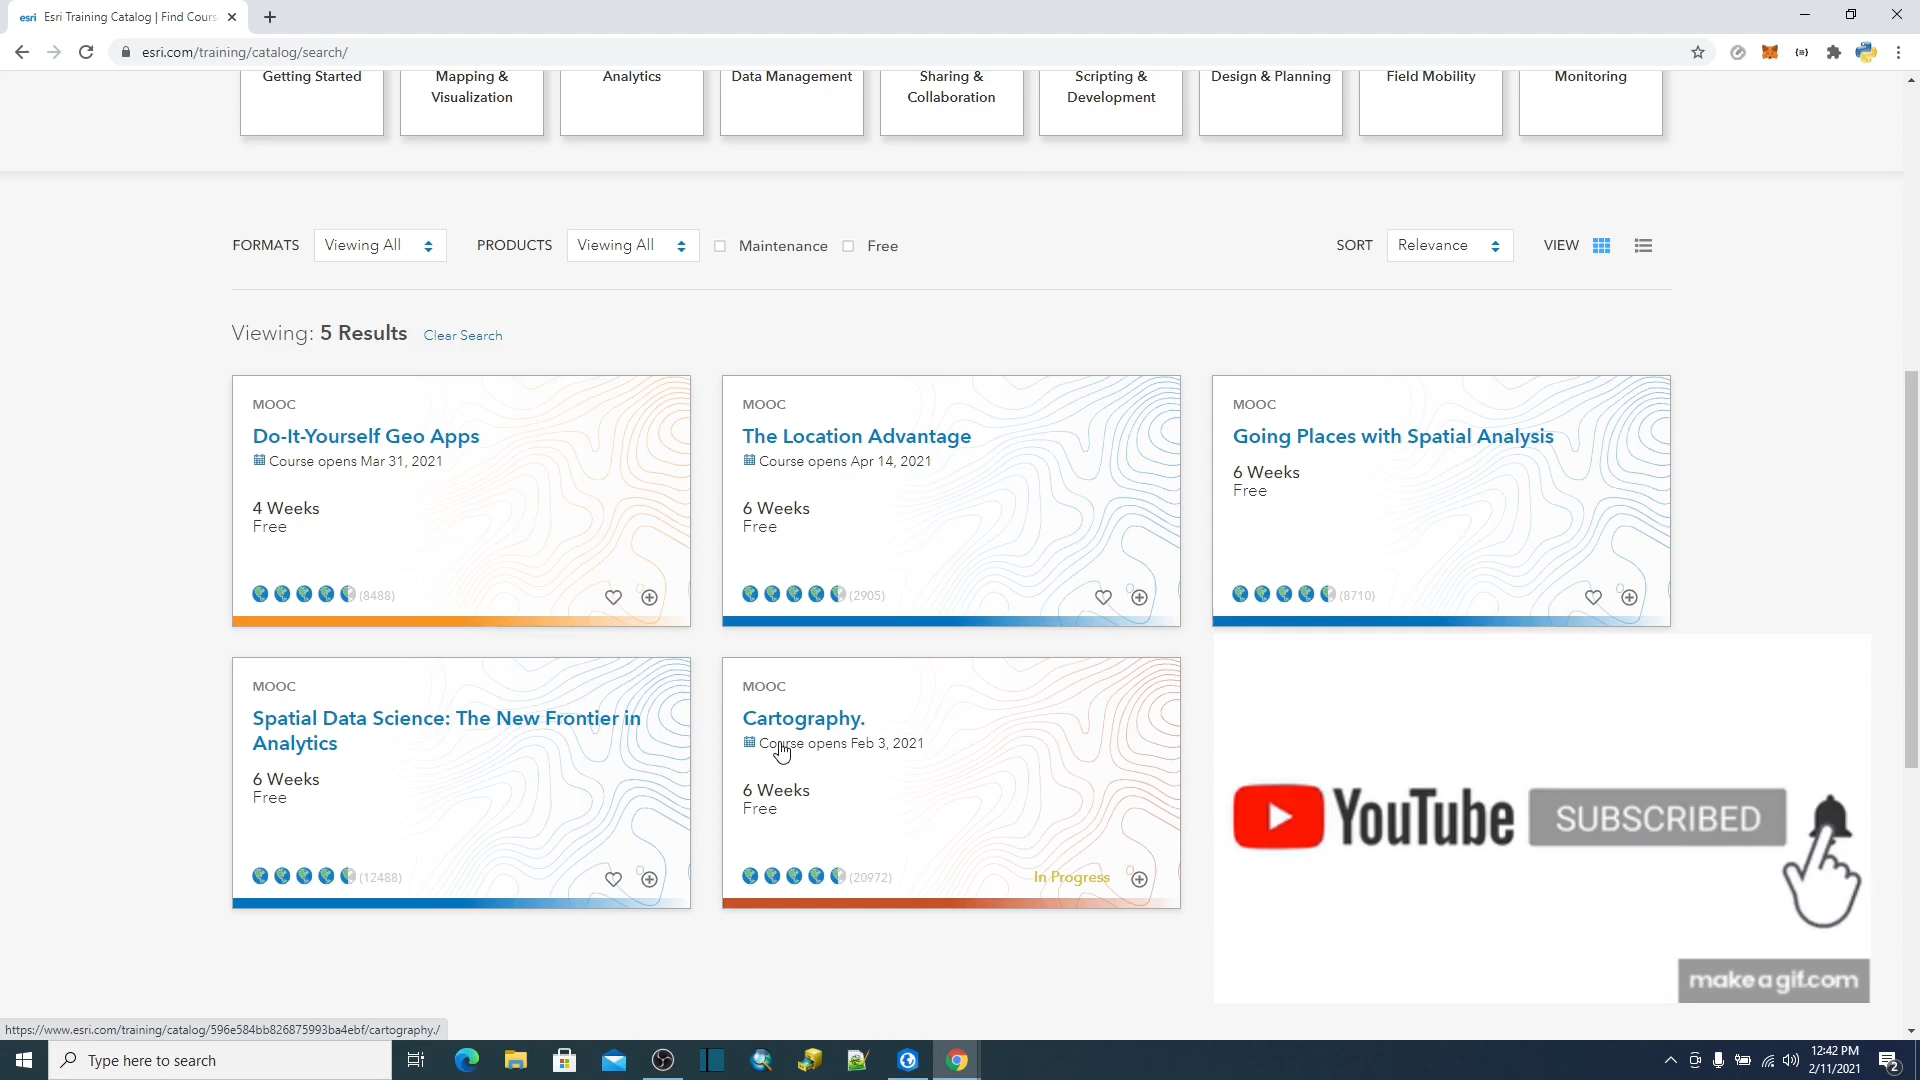 esri Esri Training Catalog | Find Cours
esri.com/training/catalog/search/
Getting Started
Mapping &
Visualization
Analytics
Data Management
Sharing &
Collaboration
Scripting &
Development
Design & Planning
Field Mobility
Monitoring
FORMATS Viewing All PRODUCTS Viewing All Maintenance Free SORT Relevance VIEW
Viewing: 5 Results Clear Search
MOOC
Do-It-Yourself Geo Apps
Course opens Mar 31, 2021
4 Weeks
Free
(8488)
MOOC
The Location Advantage
Course opens Apr 14, 2021
6 Weeks
Free
(2905)
MOOC
Going Places with Spatial Analysis
6 Weeks
Free
(8710)
MOOC
Spatial Data Science: The New Frontier in
Analytics
6 Weeks
Free
(12488)
MOOC
Cartography.
Course opens Feb 3, 2021
6 Weeks
Free
(20972) In Progress
YouTube SUBSCRIBED
makeagif.com
https://www.esri.com/training/catalog/596e584bb826875993ba4ebf/cartography./
Type here to search
12:42 PM
2/11/2021
2